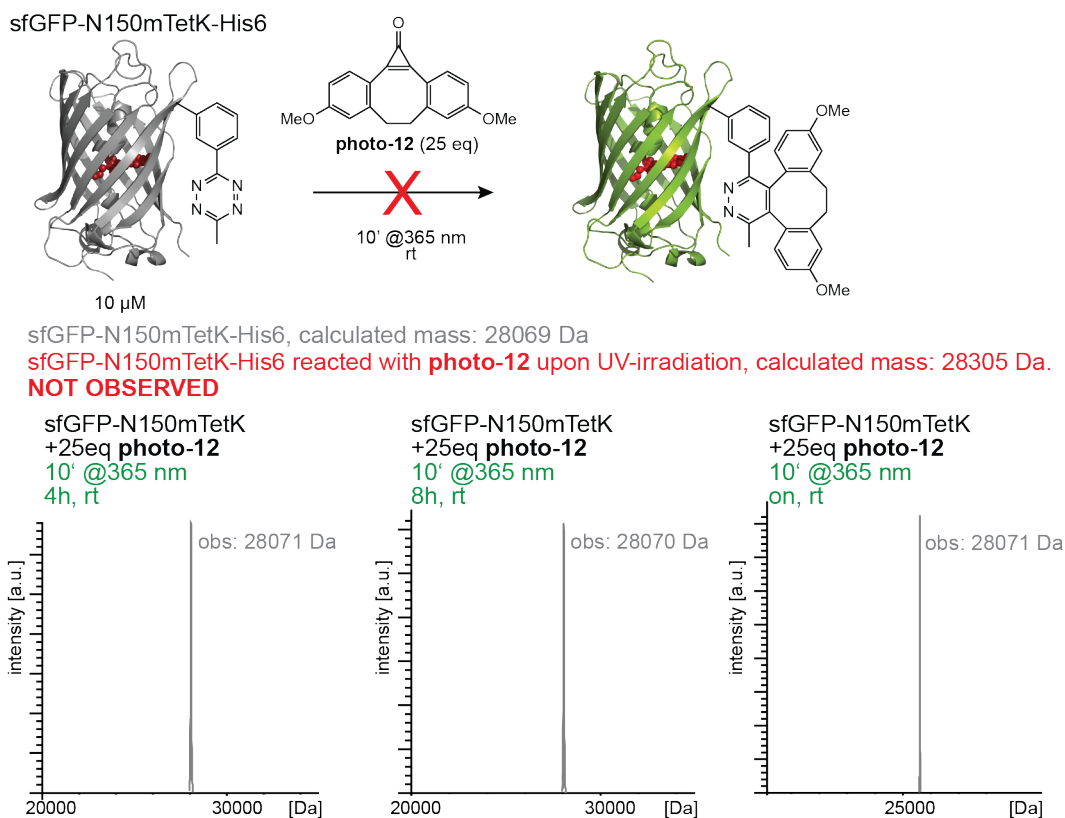 sfGFP-N150mTetK-His6
O
MeO
OMe
photo-12 (25 eq)
X
10' @365 nm
rt
N
N
N
N
10 µM
OMe
N
N
OMe
sfGFP-N150mTetK-His6, calculated mass: 28069 Da
sfGFP-N150mTetK-His6 reacted with photo-12 upon UV-irradiation, calculated mass: 28305 Da.
NOT OBSERVED
sfGFP-N150mTetK
+25eq photo-12
10‘ @365 nm
4h, rt
obs: 28071 Da
intensity [a.u.]
20000
30000
[Da]
sfGFP-N150mTetK
+25eq photo-12
10‘ @365 nm
8h, rt
obs: 28070 Da
intensity [a.u.]
20000
30000
[Da]
sfGFP-N150mTetK
+25eq photo-12
10‘ @365 nm
on, rt
obs: 28071 Da
intensity [a.u.]
25000
[Da]